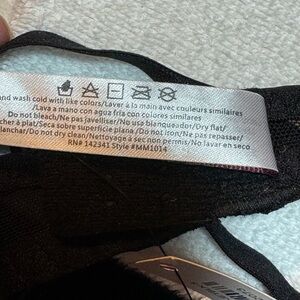 and wash cold with like colors/Laver à la main avec couleurs similaires
/Lava a mano con agua fria con colores similares
Do not bleach/Ne pas javelliser/No use blanqueador/Dry flat/
cher à plat/Seca sobre superficie plana/Do not iron/Ne pas repasser/
lanchar/Do not dry clean/Nettoyage à sec non permis/No lavar en seco
RN# 142341 Style #MM1014